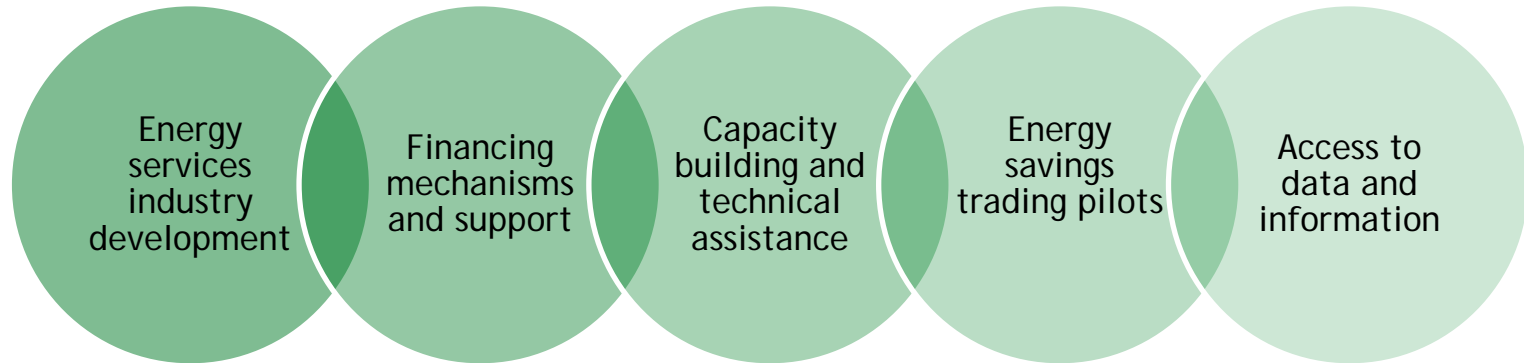 Energy
services
industry
development
Financing
mechanisms
and support
Capacity
building and
technical
assistance
Energy
savings
trading pilots
Access to
data and
information